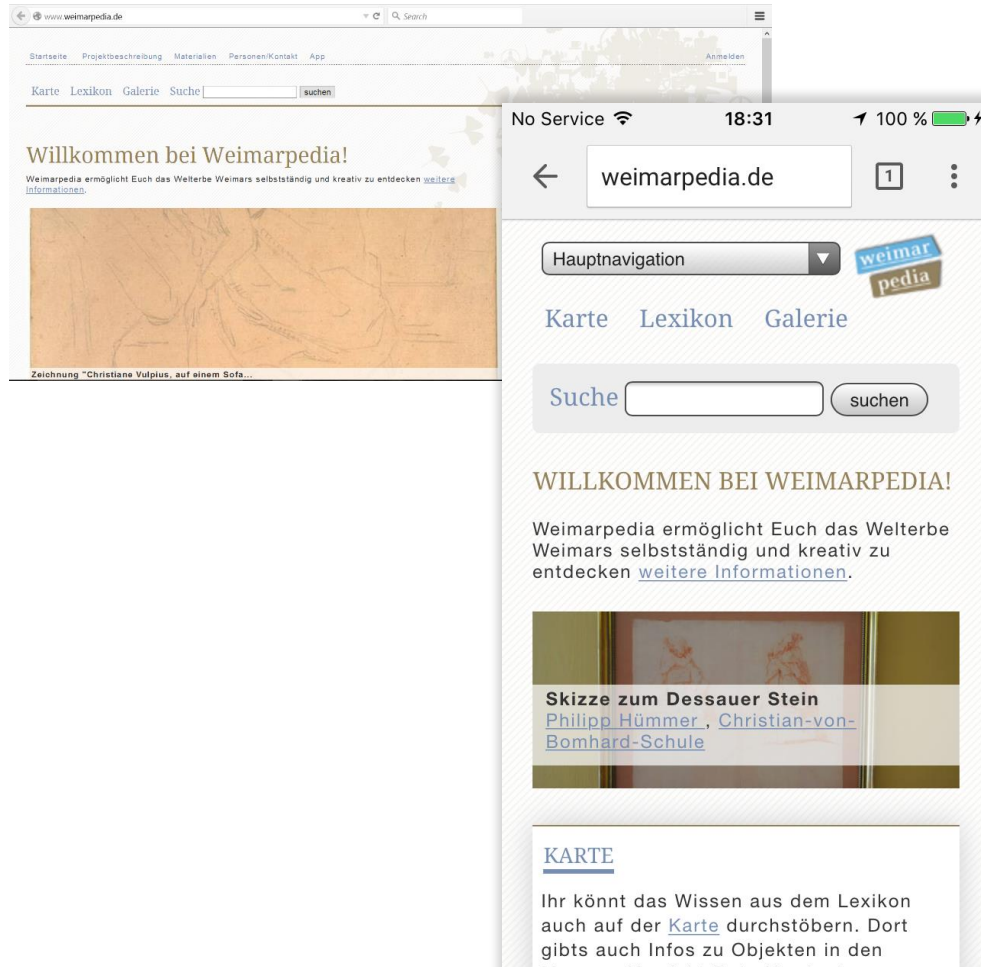 www.weimarpedia.de
Search
Startseite Projektbeschreibung Materialien Personen/Kontakt App Anmelden
Karte Lexikon Galerie Suche suchen
Willkommen bei Weimarpedia!
Weimarpedia ermöglicht Euch das Welterbe Weimars selbstständig und kreativ zu entdecken weitere
Informationen.
Zeichnung "Christiane Vulpius, auf einem Sofa...
No Service 18:31 100 %
weimarpedia.de 1
Hauptnavigation
weimar
pedia
Karte Lexikon Galerie
Suche suchen
WILLKOMMEN BEI WEIMARPEDIA!
Weimarpedia ermöglicht Euch das Welterbe
Weimars selbstständig und kreativ zu
entdecken weitere Informationen.
Skizze zum Dessauer Stein
Philipp Hümmer , Christian-von-
Bomhard-Schule
KARTE
Ihr könnt das Wissen aus dem Lexikon
auch auf der Karte durchstöbern. Dort
gibts auch Infos zu Objekten in den